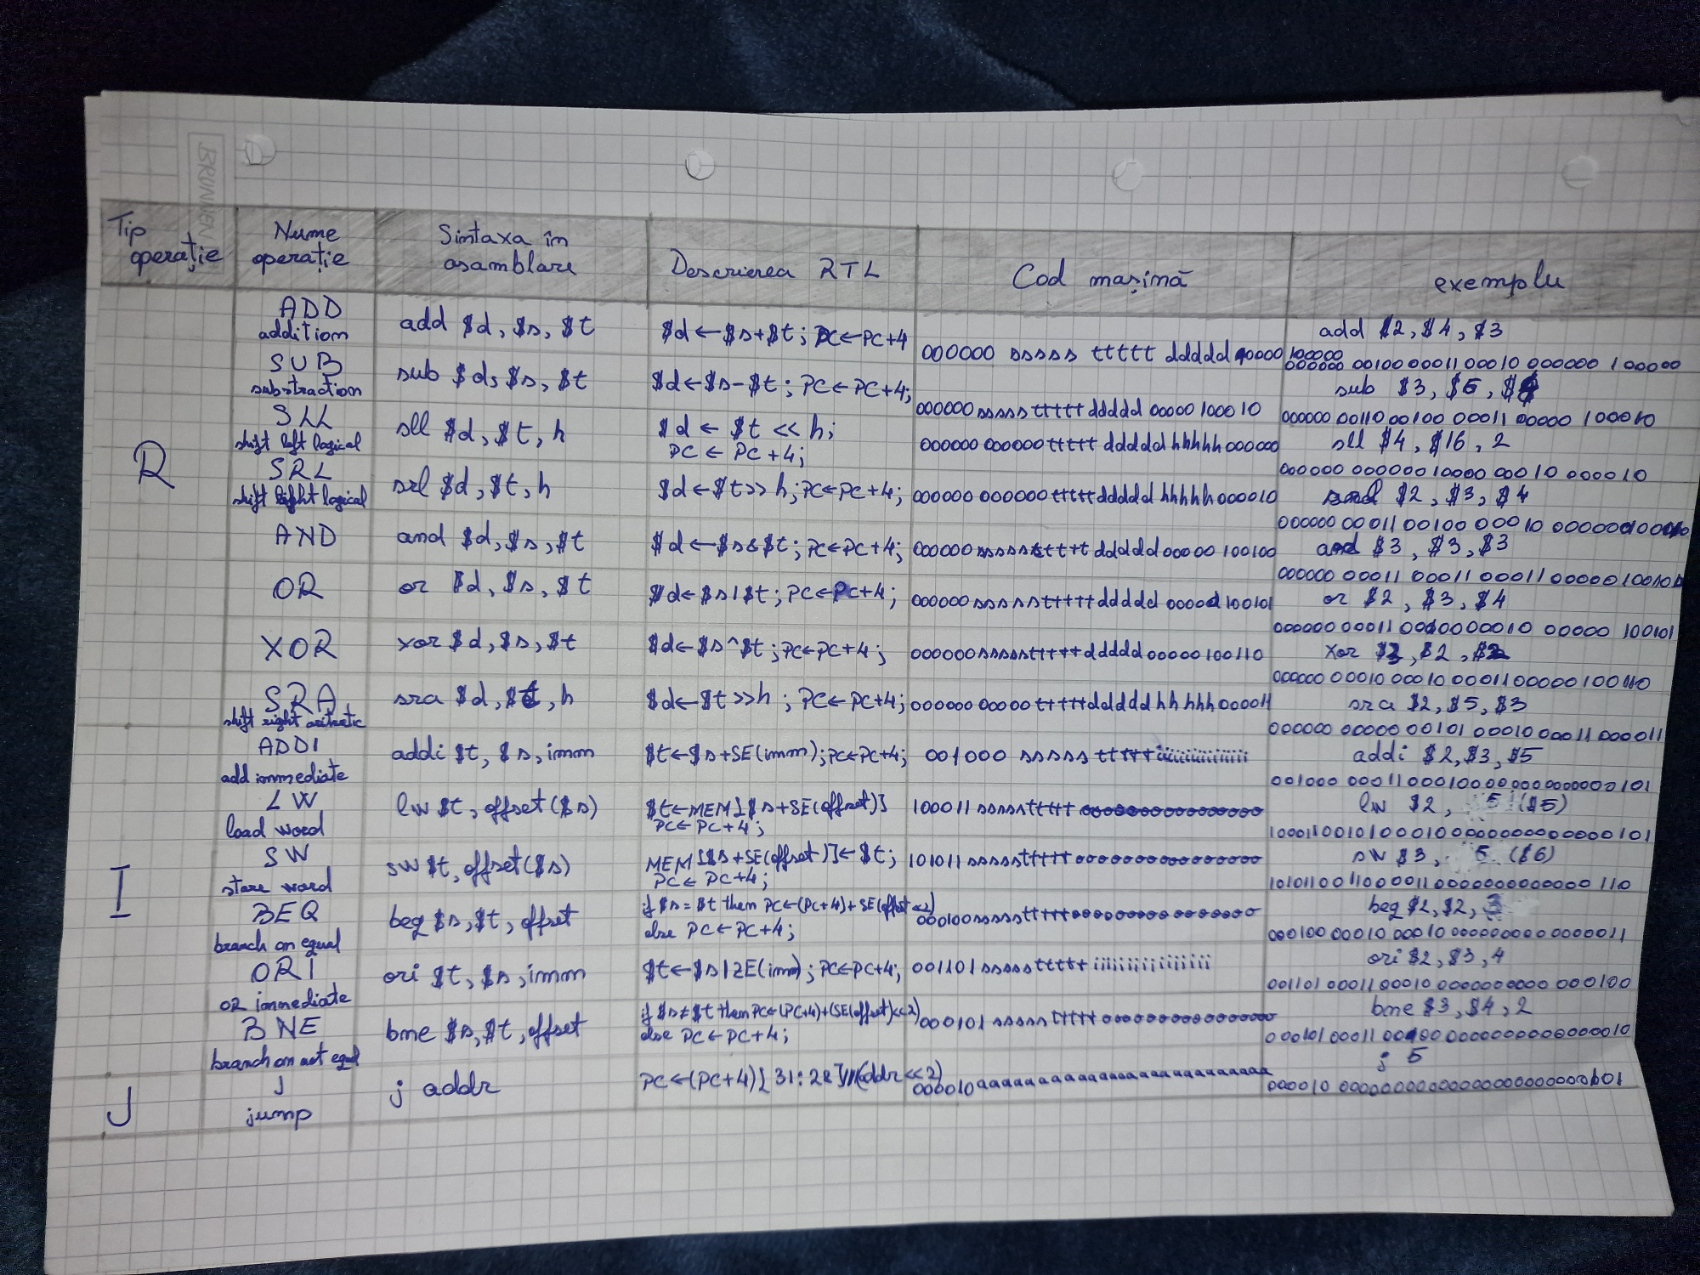 BRUNNEN
Tip operație
Nume operație
Sintaxa în asamblare
Descrierea RTL
Cod mașină
exemplu
R
ADD
addition
add $d, $s, $t
$d ← $s + $t; PC ← PC+4
000000 sssss ttttt ddddd 00000 100000
add $2, $4, $3
000000 00100 00011 00010 000000 100000
SUB
substraction
sub $d, $s, $t
$d ← $s - $t; PC ← PC+4;
000000 sssss ttttt ddddd 00000 100010
sub $3, $6,
000000 00110 00100 00011 00000 100010
SLL
shift left logical
sll $d, $t, h
$d ← $t << h;
PC ← PC+4;
000000 000000 ttttt ddddd hhhhh 000000
sll $4, $16, 2
000000 000000 10000 00010 000010
SRL
shift right logical
srl $d, $t, h
$d ← $t >> h; PC ← PC+4;
000000 000000 ttttt ddddd hhhhh 000010
$2, $3, $4
000000 00011 00100 00010
AND
and $d, $s, $t
$d ← $s & $t; PC ← PC+4;
000000 sssss ttttt ddddd 00000 100100
and $3, $3, $3
000000 00011 00011 00011 00000
OR
or $d, $s, $t
$d ← $s | $t; PC ← PC+4;
000000 sssss ttttt ddddd 00000 100101
or $2, $3, $4
000000 00011 00010 00000 100101
XOR
xor $d, $s, $t
$d ← $s ^ $t; PC ← PC+4;
000000 sssss ttttt ddddd 00000 100110
xor $3, $2, $2
000000 00010 00010 00011 00000 100110
SRA
shift right aritmetic
sra $d, $t, h
$d ← $t >> h; PC ← PC+4;
000000 00000 ttttt ddddd hhhhh 000011
sra $2, $5, $3
000000 00000 00101 00010 00011 000011
I
ADDI
add immediate
addi $t, $s, imm
$t ← $s + SE(imm); PC ← PC+4;
001000 sssss ttttt iiiiiiiiiiiiiiii
addi $2, $3, $5
001000 00011 00010 0000000000000101
LW
load word
lw $t, offset($s)
$t ← MEM[$s + SE(offset)]
PC ← PC+4;
100011 sssss ttttt oooooooooooooooo
lw $2, 5 ($5)
100011 00101 00010 0000000000000101
SW
store word
sw $t, offset($s)
MEM[$s + SE(offset)] ← $t;
PC ← PC+4;
101011 sssss ttttt oooooooooooooooo
sw $3, 5 ($6)
101011 00110 00011 0000000000000110
BEQ
branch on equal
beq $s, $t, offset
if $s = $t then PC ← (PC+4) + SE(offset<<2)
else PC ← PC+4;
000100 sssss ttttt oooooooooooooooo
beq $2, $2, 3
000100 00010 00010 0000000000000011
ORI
or immediate
ori $t, $s, imm
$t ← $s | ZE(imm); PC ← PC+4;
001101 sssss ttttt iiiiiiiiiiiiiiii
ori $2, $3, 4
001101 00011 00010 0000000000000100
BNE
branch on not equal
bne $s, $t, offset
if $s ≠ $t then PC ← (PC+4) + (SE(offset)<<2)
else PC ← PC+4;
000101 sssss ttttt oooooooooooooooo
bne $3, $4, 2
000101 00011 00100 0000000000000010
J
J
jump
j addr
PC ← (PC+4)[31:28]||(addr<<2)
000010 aaaaaaaaaaaaaaaaaaaaaaaaaa
j 5
000010 00000000000000000000000101